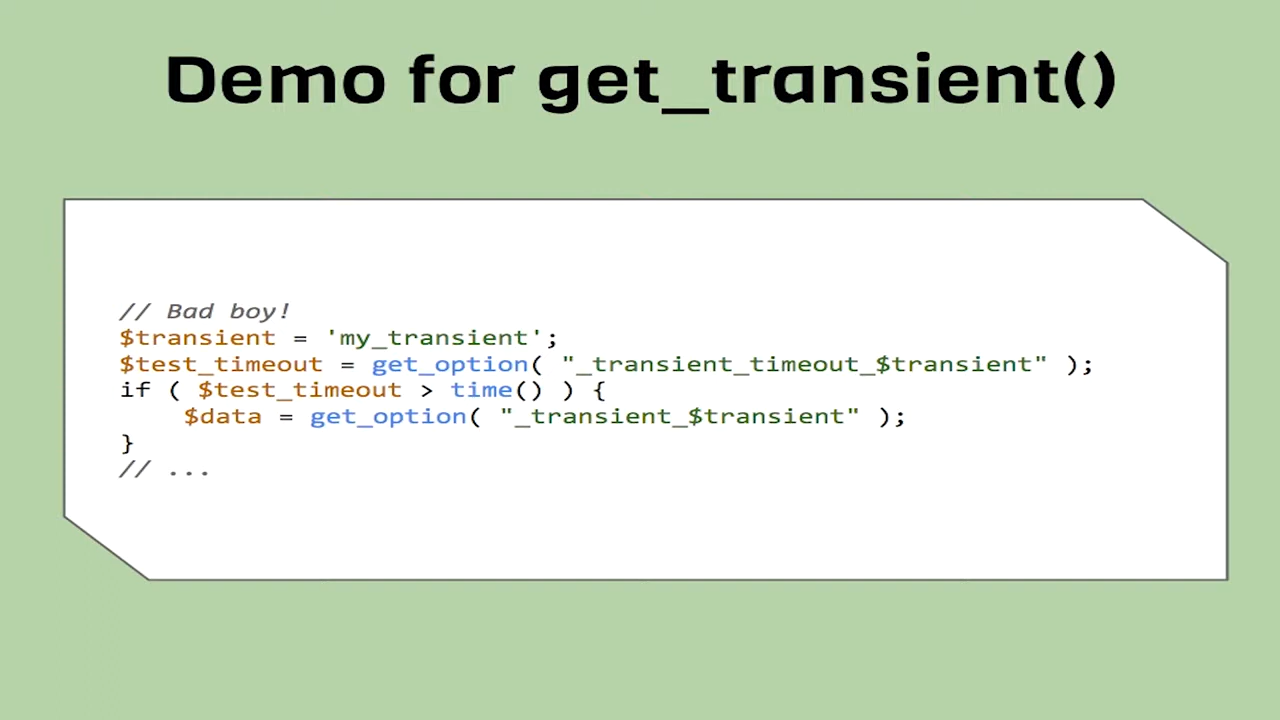 Demo for get_transient()
// Bad boy!
$transient = 'my_transient';
$test_timeout = get_option( "_transient_timeout_$transient" );
if ( $test_timeout > time() ) {
    $data = get_option( "_transient_$transient" );
}
// ...